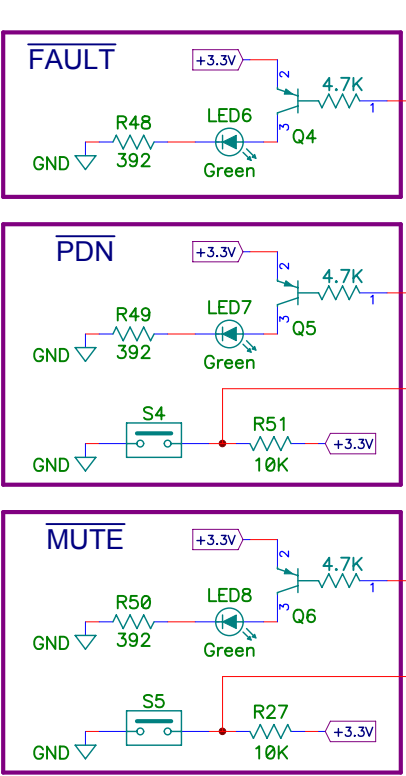 FAULT
+3.3V
2
4.7K
1
R48
LED6
3
Q4
GND
392
Green
PDN
+3.3V
2
4.7K
1
R49
LED7
3
Q5
GND
392
Green
S4
R51
+3.3V
GND
10K
MUTE
+3.3V
2
4.7K
1
R50
LED8
3
Q6
GND
392
Green
S5
R27
+3.3V
GND
10K